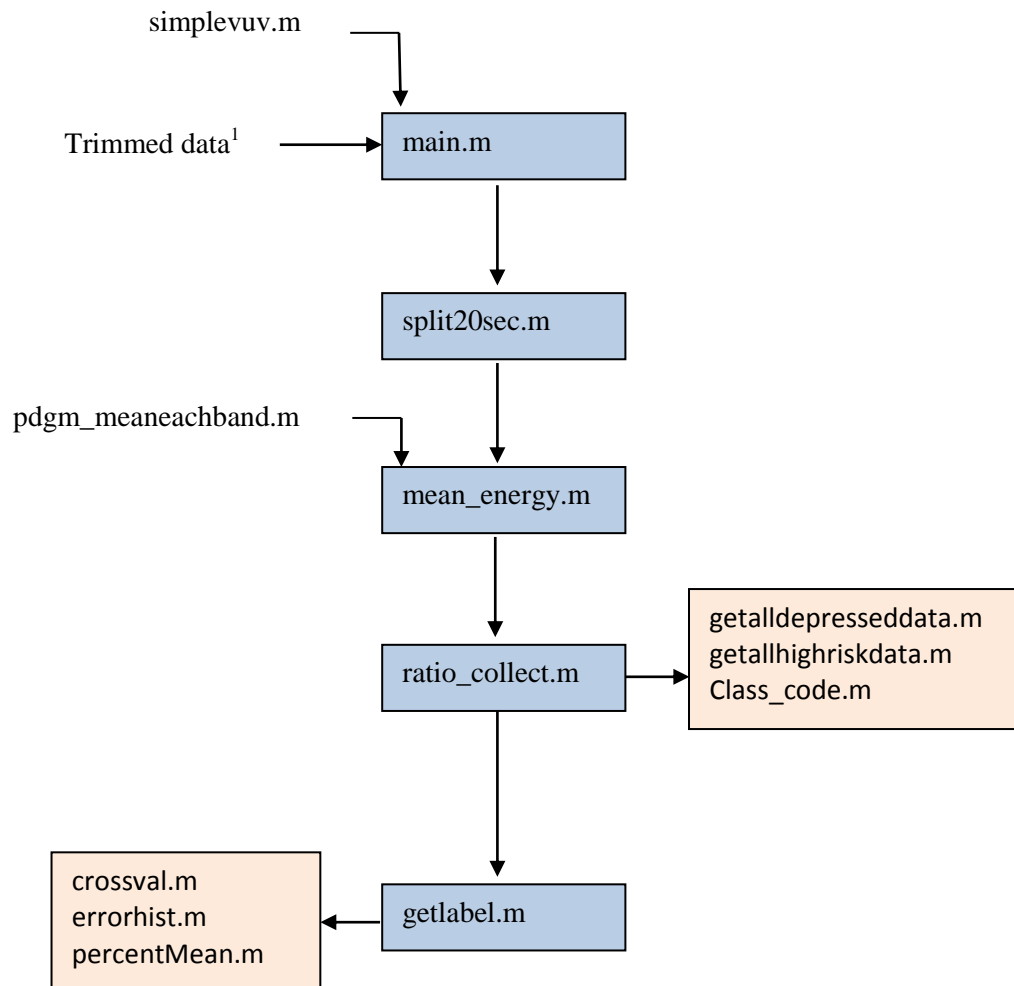 simplevuv.m
Trimmed data¹
main.m
split20sec.m
pdgm_meaneachband.m
mean_energy.m
ratio_collect.m
getalldepresseddata.m
getallhighriskdata.m
Class_code.m
crossval.m
errorhist.m
percentMean.m
getlabel.m